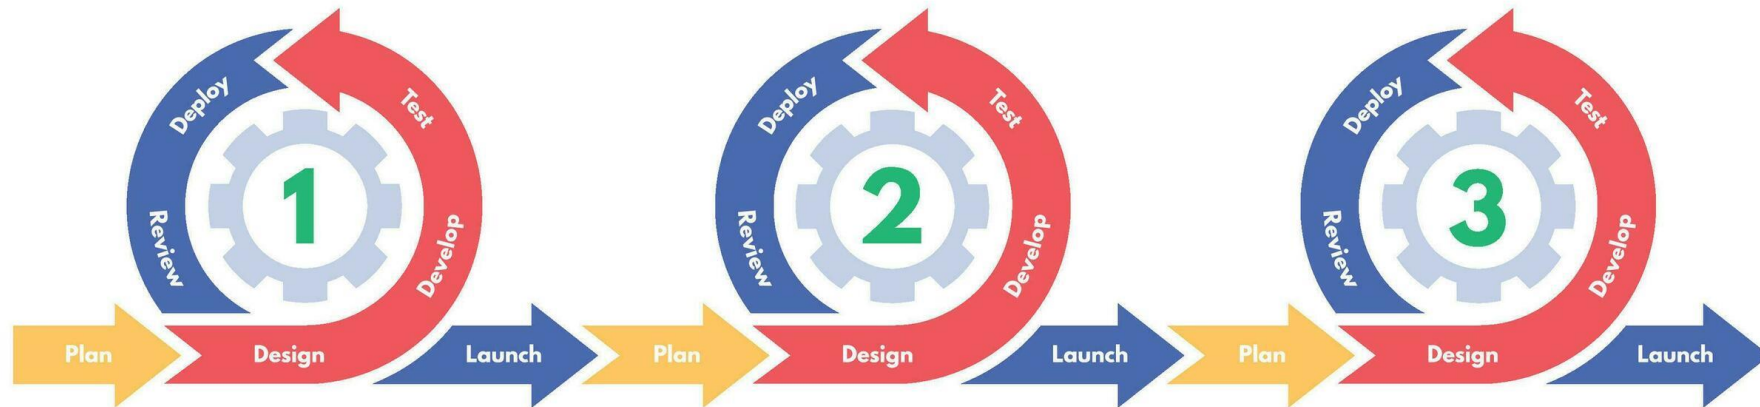 Plan
Design
Develop
Test
Deploy
Review
1
Launch
Plan
Design
Develop
Test
Deploy
Review
2
Launch
Plan
Design
Develop
Test
Deploy
Review
3
Launch